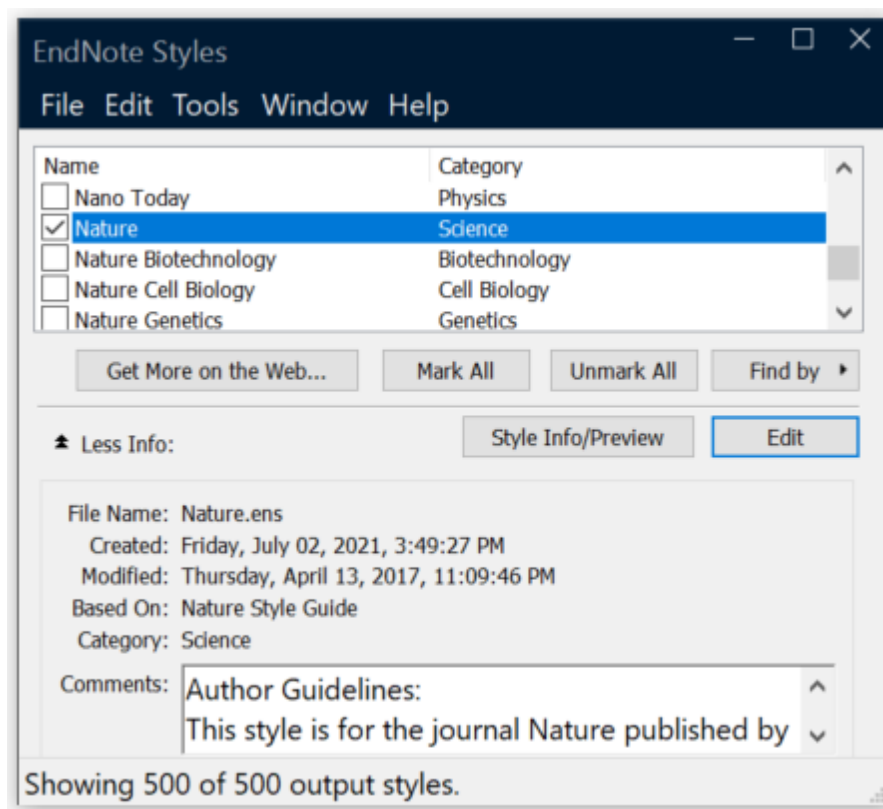 EndNote Styles
File Edit Tools Window Help
Name Category
Nano Today Physics
Nature Science
Nature Biotechnology Biotechnology
Nature Cell Biology Cell Biology
Nature Genetics Genetics
Get More on the Web... Mark All Unmark All Find by
Less Info: Style Info/Preview Edit
File Name: Nature.ens
Created: Friday, July 02, 2021, 3:49:27 PM
Modified: Thursday, April 13, 2017, 11:09:46 PM
Based On: Nature Style Guide
Category: Science
Comments: Author Guidelines:
This style is for the journal Nature published by
Showing 500 of 500 output styles.